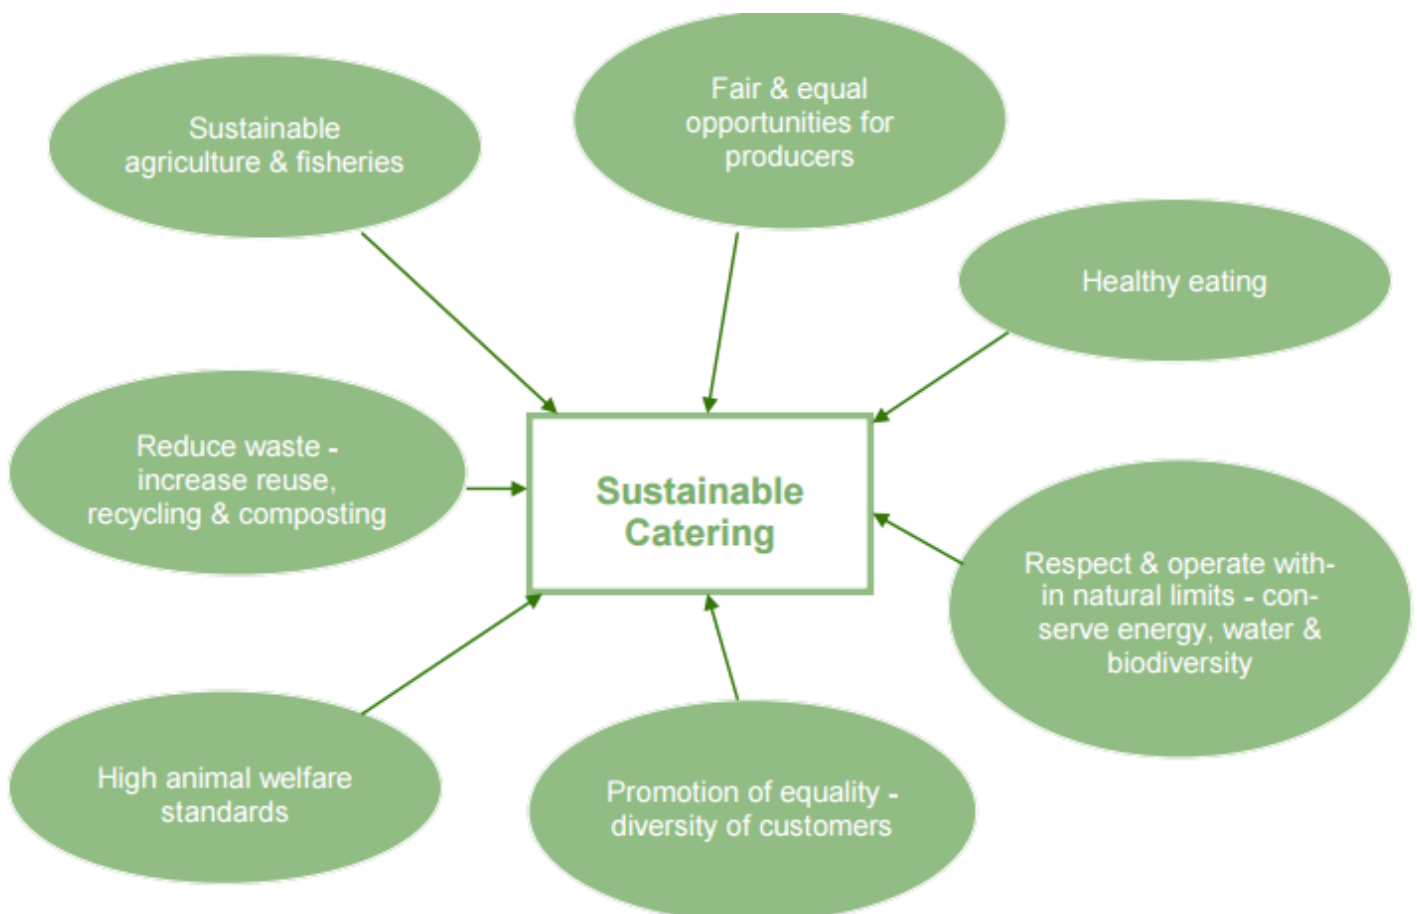 Fair & equal
opportunities for
producers
Sustainable
agriculture & fisheries
Healthy eating
Reduce waste -
increase reuse,
recycling & composting
Sustainable
Catering
Respect & operate with-
in natural limits - con-
serve energy, water &
biodiversity
High animal welfare
standards
Promotion of equality -
diversity of customers